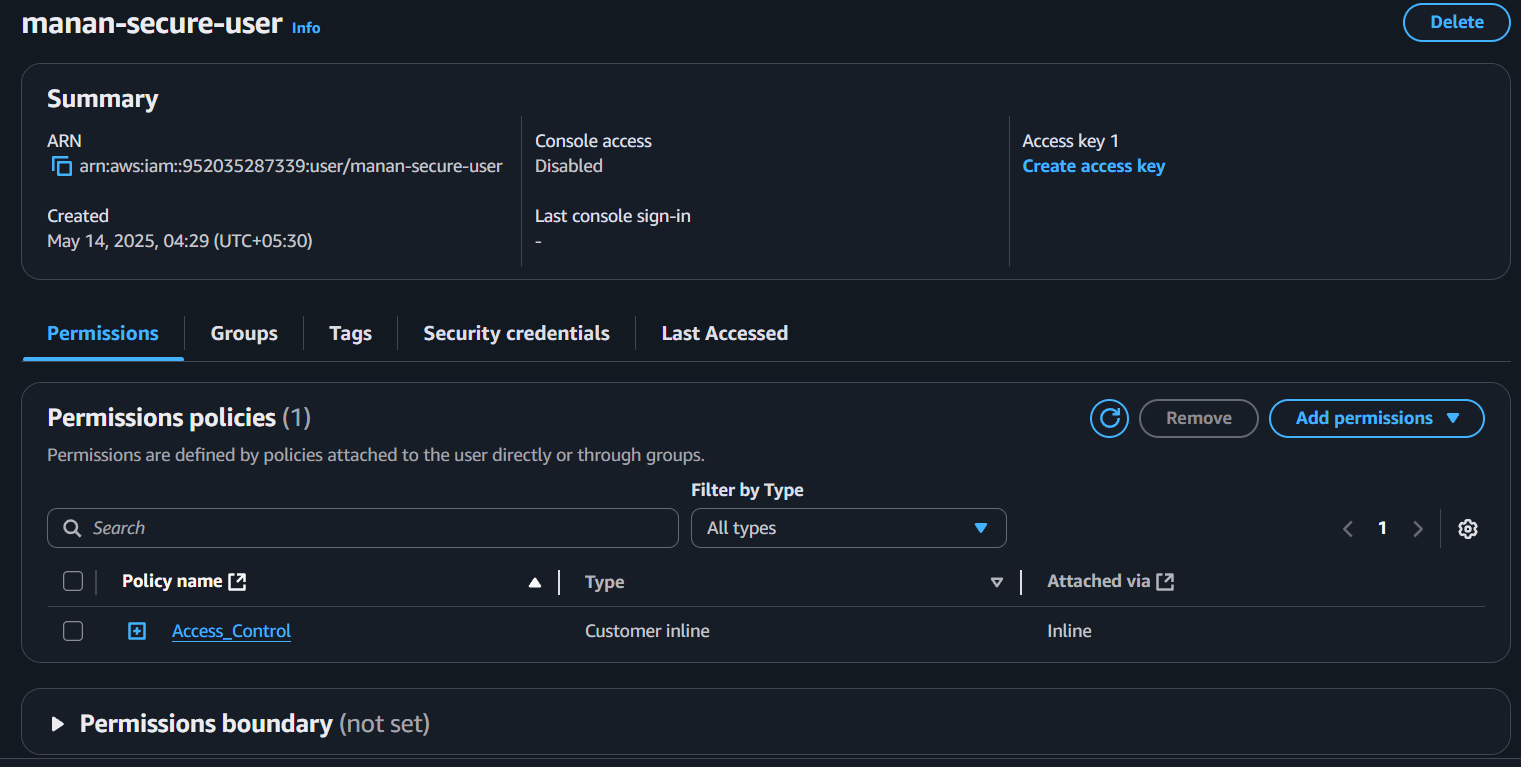 manan-secure-user Info
Delete
Summary
ARN
arn:aws:iam::952035287339:user/manan-secure-user
Created
May 14, 2025, 04:29 (UTC+05:30)
Console access
Disabled
Last console sign-in
-
Access key 1
Create access key
Permissions
Groups
Tags
Security credentials
Last Accessed
Permissions policies (1)
Remove
Add permissions
Permissions are defined by policies attached to the user directly or through groups.
Filter by Type
Search
All types
1
Policy name
Type
Attached via
Access_Control
Customer inline
Inline
Permissions boundary (not set)